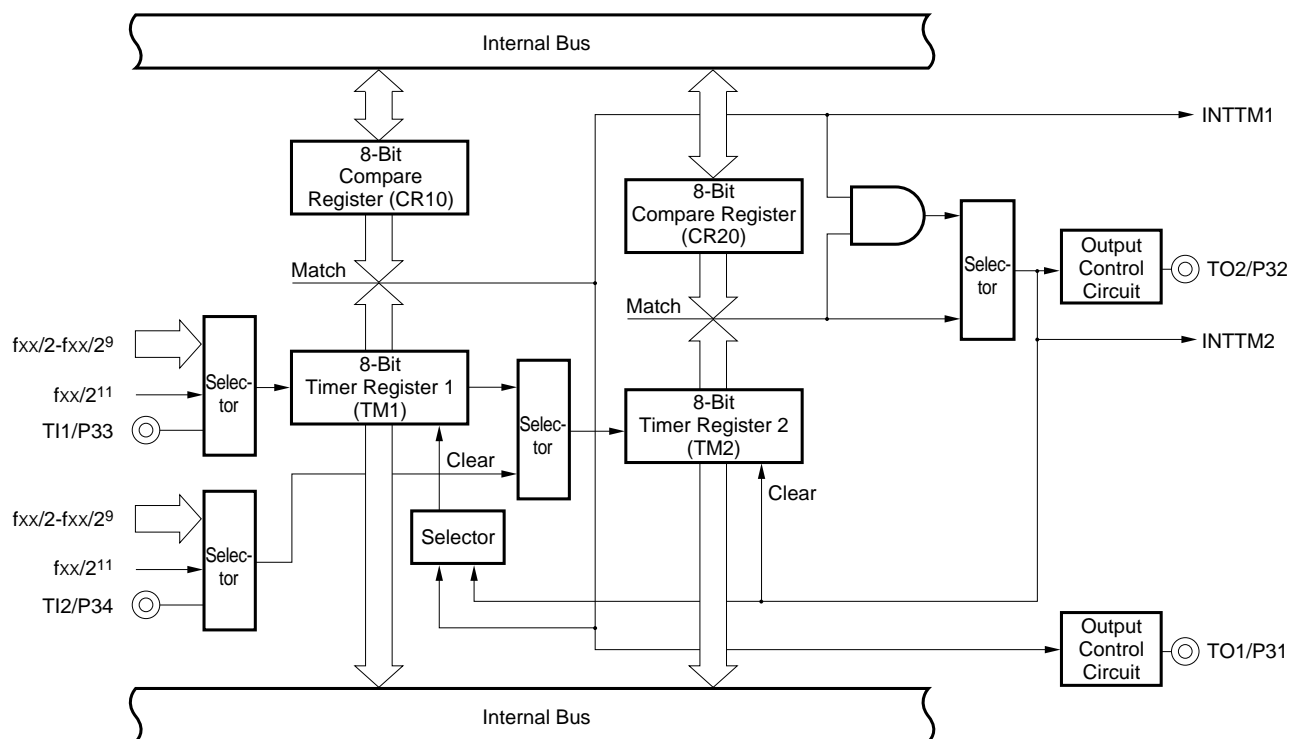 Internal Bus
INTTM1
8-Bit
Compare
Register (CR10)
8-Bit
Compare Register
(CR20)
Match
Selec-
tor
Output
Control
Circuit
TO2/P32
Match
INTTM2
fXX/2-fXX/2⁹
fXX/2¹¹
TI1/P33
Selec-
tor
8-Bit
Timer Register 1
(TM1)
Selec-
tor
8-Bit
Timer Register 2
(TM2)
Clear
Clear
fXX/2-fXX/2⁹
fXX/2¹¹
TI2/P34
Selec-
tor
Selector
Output
Control
Circuit
TO1/P31
Internal Bus